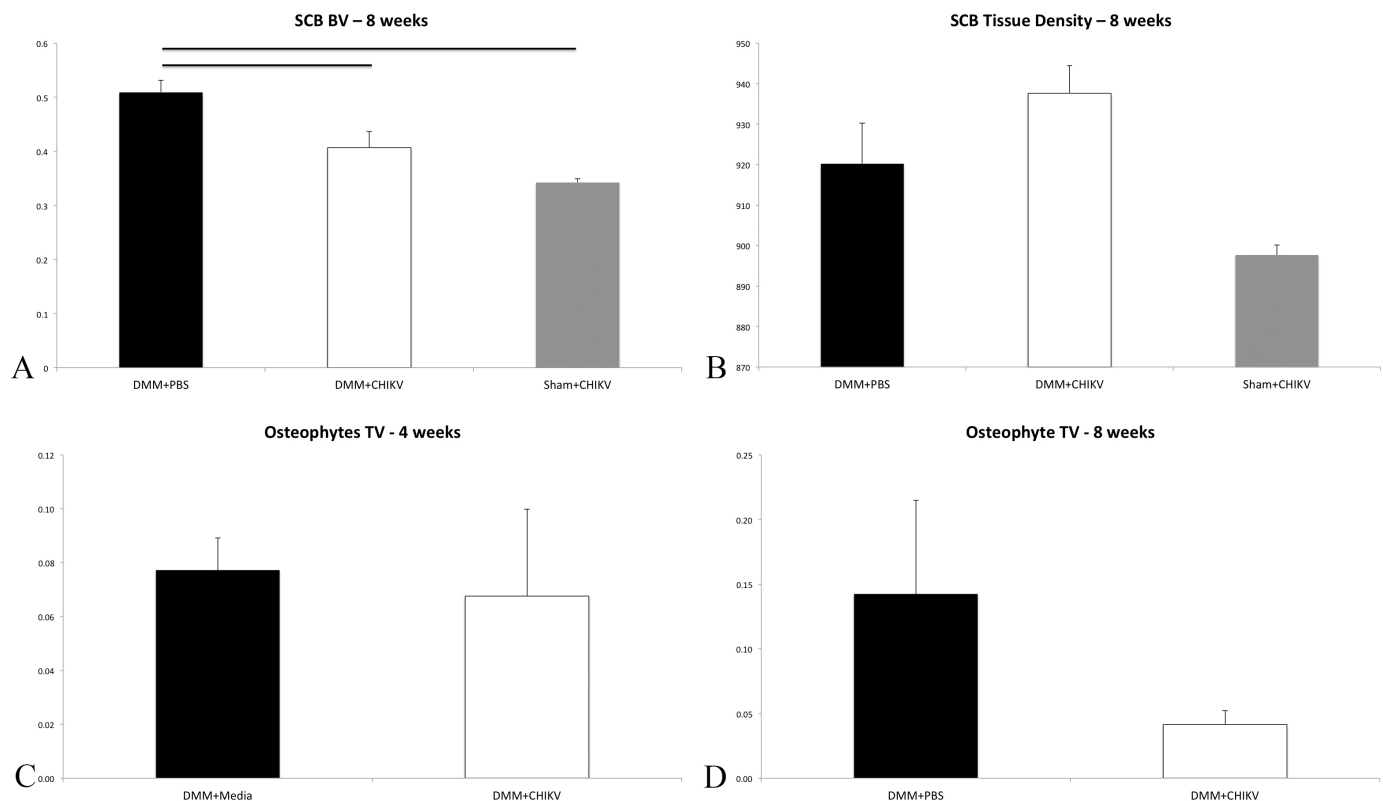 SCB BV – 8 weeks
0.6
0.5
0.4
0.3
0.2
0.1
0
A
DMM+PBS DMM+CHIKV Sham+CHIKV
SCB Tissue Density – 8 weeks
950
940
930
920
910
900
890
880
870
B
DMM+PBS DMM+CHIKV Sham+CHIKV
Osteophytes TV - 4 weeks
0.12
0.10
0.08
0.06
0.04
0.02
0.00
C
DMM+Media DMM+CHIKV
Osteophyte TV - 8 weeks
0.25
0.20
0.15
0.10
0.05
0.00
D
DMM+PBS DMM+CHIKV